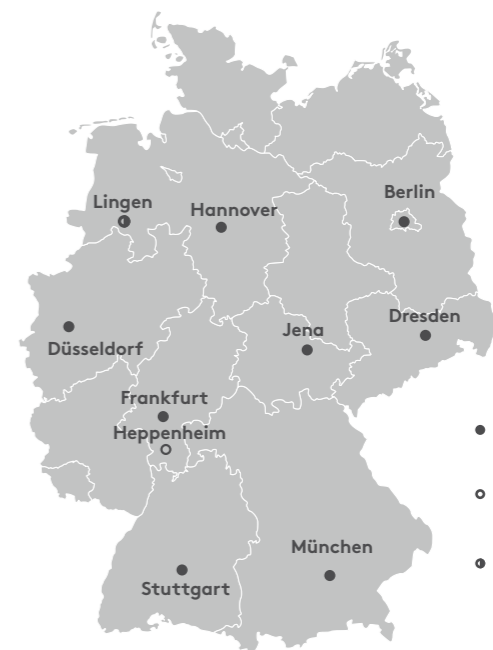 Berlin
Lingen
Hannover
Dresden
Jena
Düsseldorf
Frankfurt
Heppenheim
München
Stuttgart